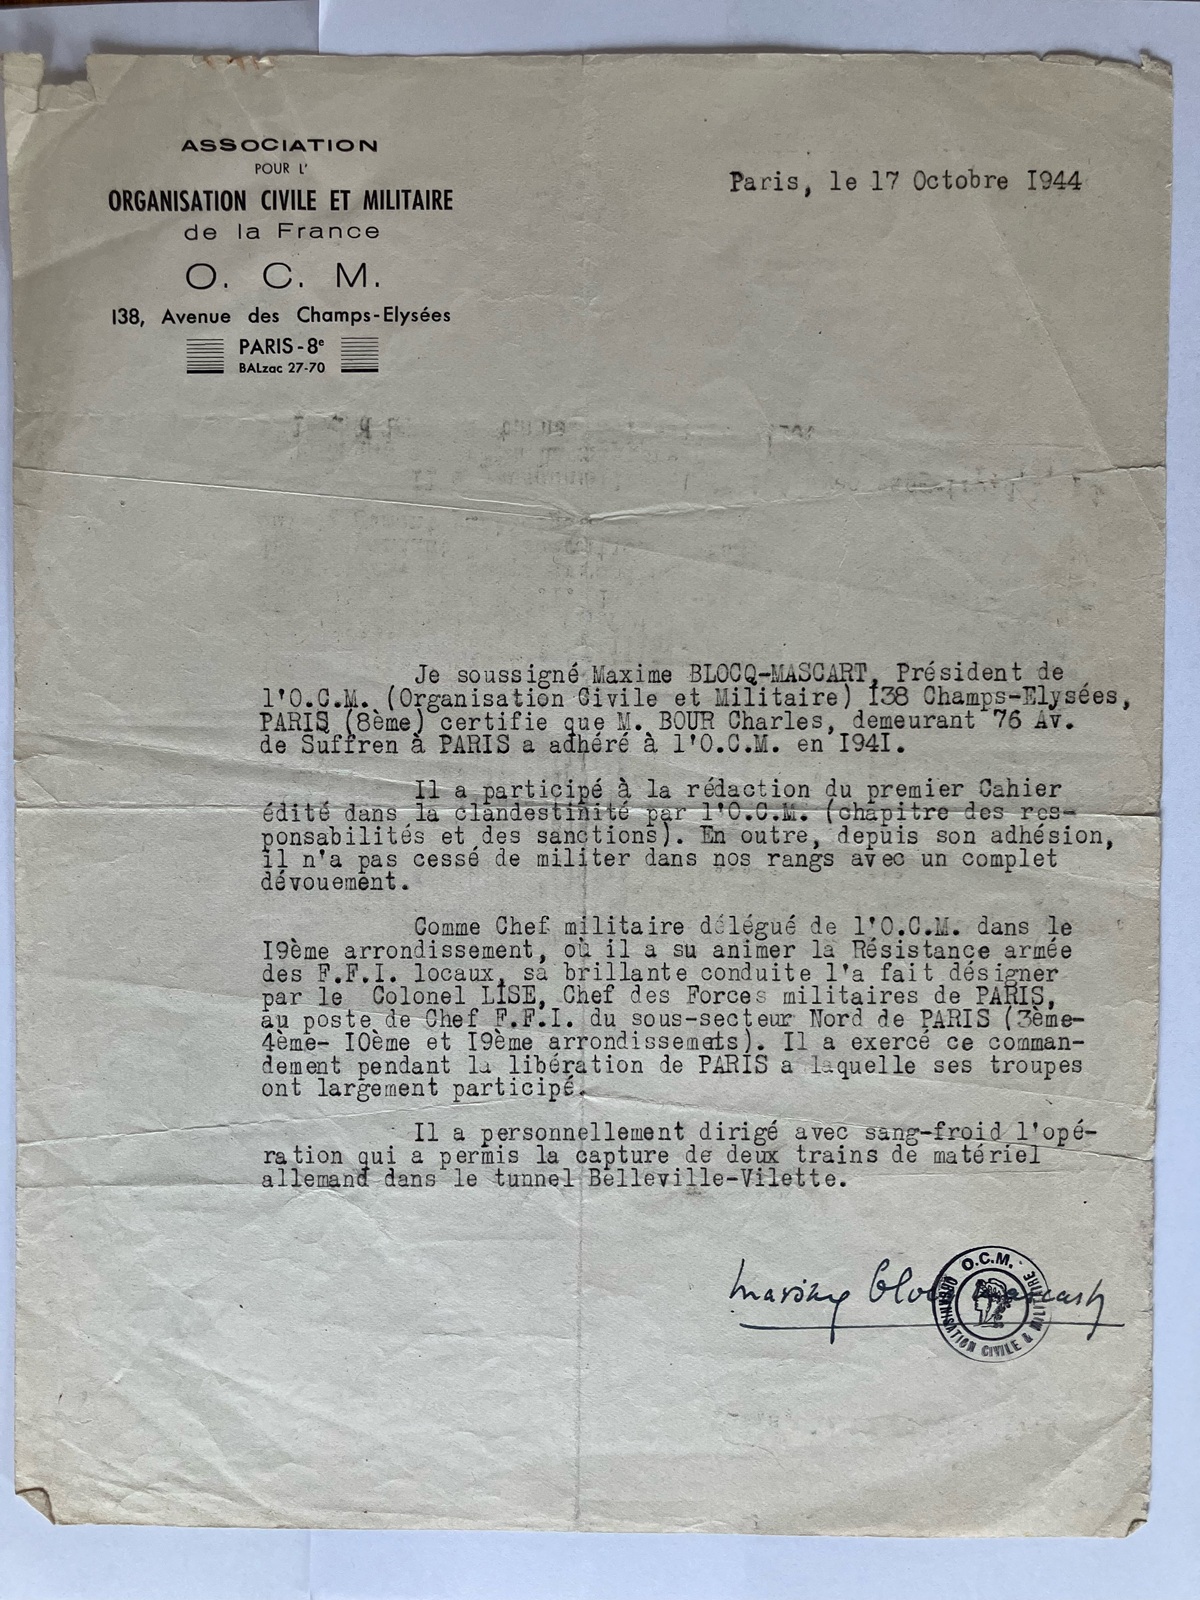 ASSOCIATION
POUR L'
ORGANISATION CIVILE ET MILITAIRE
de la France
O. C. M.
138, Avenue des Champs-Elysées
PARIS-8e
BALzac 27-70
Paris, le 17 Octobre 1944
Je soussigné Maxime BLOCQ-MASCART, Président de
l'O.C.M. (Organisation Civile et Militaire) 138 Champs-Elysées,
PARIS (8ème) certifie que M. BOUR Charles, demeurant 76 Av.
de Suffren à PARIS a adhéré à l'O.C.M. en 1941.
Il a participé à la rédaction du premier Cahier
édité dans la clandestinité par l'O.C.M. (chapitre des res-
ponsabilités et des sanctions). En outre, depuis son adhésion,
il n'a pas cessé de militer dans nos rangs avec un complet
dévouement.
Comme Chef militaire délégué de l'O.C.M. dans le
19ème arrondissement, où il a su animer la Résistance armée
des F.F.I. locaux, sa brillante conduite l'a fait désigner
par le Colonel LISE, Chef des Forces militaires de PARIS,
au poste de Chef F.F.I. du sous-secteur Nord de PARIS (3ème-
4ème- 10ème et 19ème arrondissemets). Il a exercé ce comman-
dement pendant la libération de PARIS a laquelle ses troupes
ont largement participé.
Il a personnellement dirigé avec sang-froid l'opé-
ration qui a permis la capture de deux trains de matériel
allemand dans le tunnel Belleville-Vilette.
Maxime Blocq Mascart
O.C.M.
ORGANISATION CIVILE & MILITAIRE